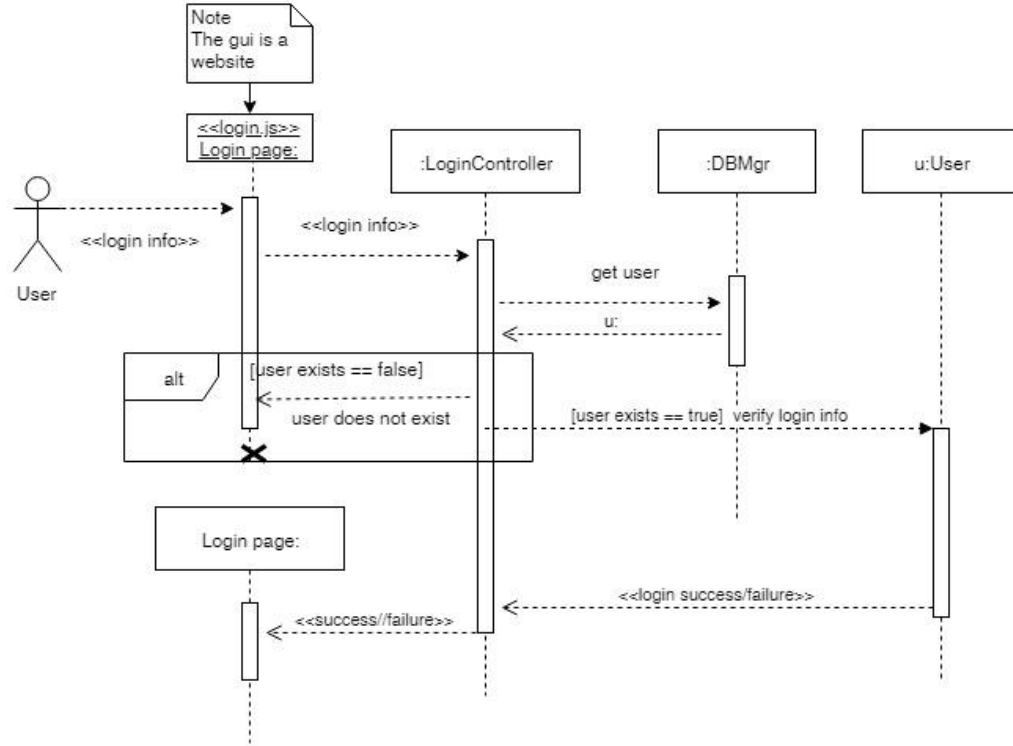 Note
The gui is a
website
<<login.js>>
Login page:
:LoginController
:DBMgr
u:User
<<login info>>
<<login info>>
User
get user
u:
alt
[user exists == false]
user does not exist
[user exists == true]  verify login info
Login page:
<<login success/failure>>
<<success//failure>>